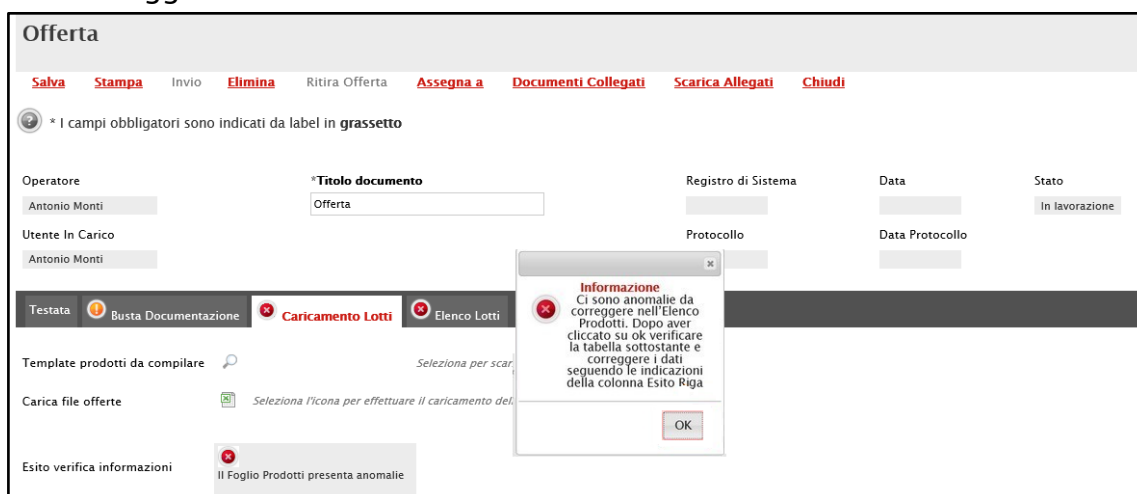 Offerta
Salva Stampa Invio Elimina Ritira Offerta Assegna a Documenti Collegati Scarica Allegati Chiudi
* I campi obbligatori sono indicati da label in grassetto
Operatore *Titolo documento Registro di Sistema Data Stato
Antonio Monti Offerta In lavorazione
Utente In Carico Protocollo Data Protocollo
Antonio Monti
Testata Busta Documentazione Caricamento Lotti Elenco Lotti
Template prodotti da compilare Seleziona per scar
Carica file offerte Seleziona l'icona per effettuare il caricamento del
Esito verifica informazioni
Il Foglio Prodotti presenta anomalie
Informazione
Ci sono anomalie da
correggere nell'Elenco
Prodotti. Dopo aver
cliccato su ok verificare
la tabella sottostante e
correggere i dati
seguendo le indicazioni
della colonna Esito Riga
OK